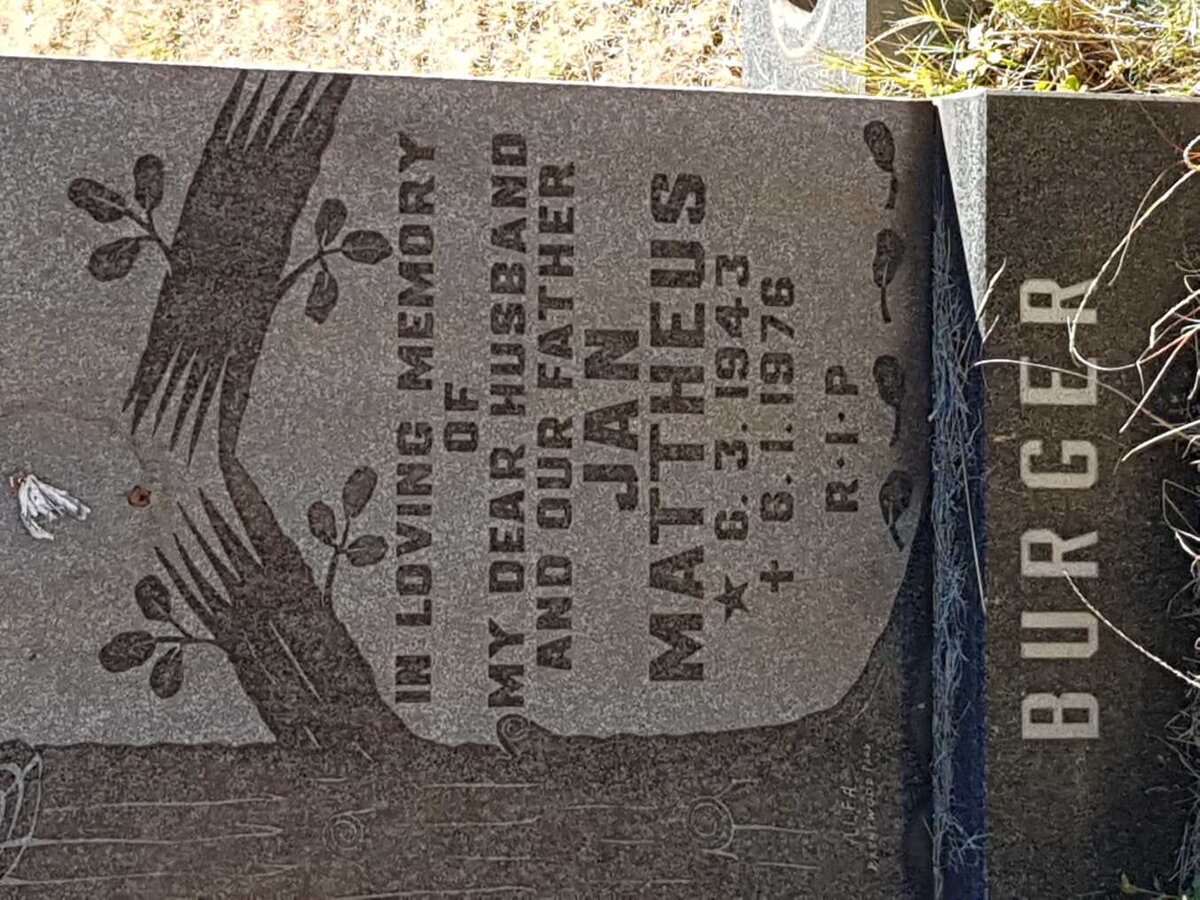 IN LOVING MEMORY
OF
MY DEAR HUSBAND
AND OUR FATHER
JAN
MATTHEUS
★ 6.3.1943
✝ 6.1.1976
R·I·P
BURGER